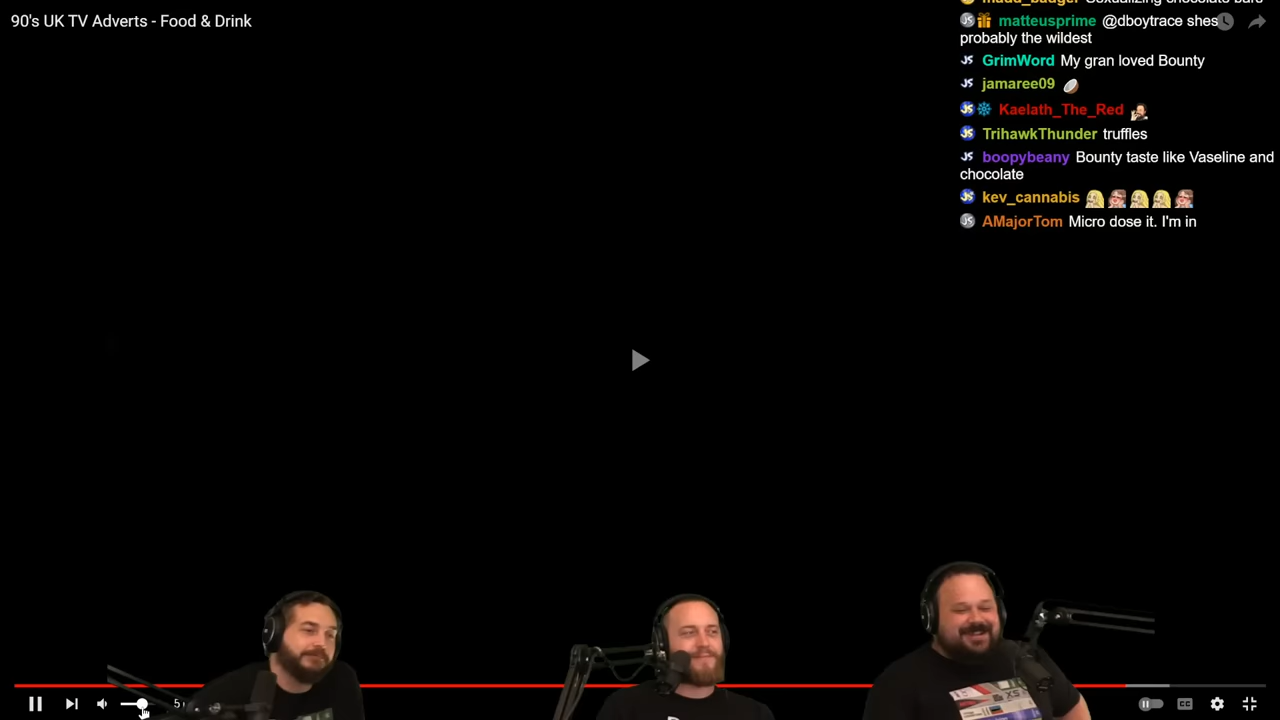 90's UK TV Adverts - Food & Drink
matteusprime @dboytrace shes
probably the wildest
GrimWord My gran loved Bounty
jamaree09
Kaelath_The_Red
TrihawkThunder truffles
boopybeany Bounty taste like Vaseline and
chocolate
kev_cannabis
AMajorTom Micro dose it. I'm in